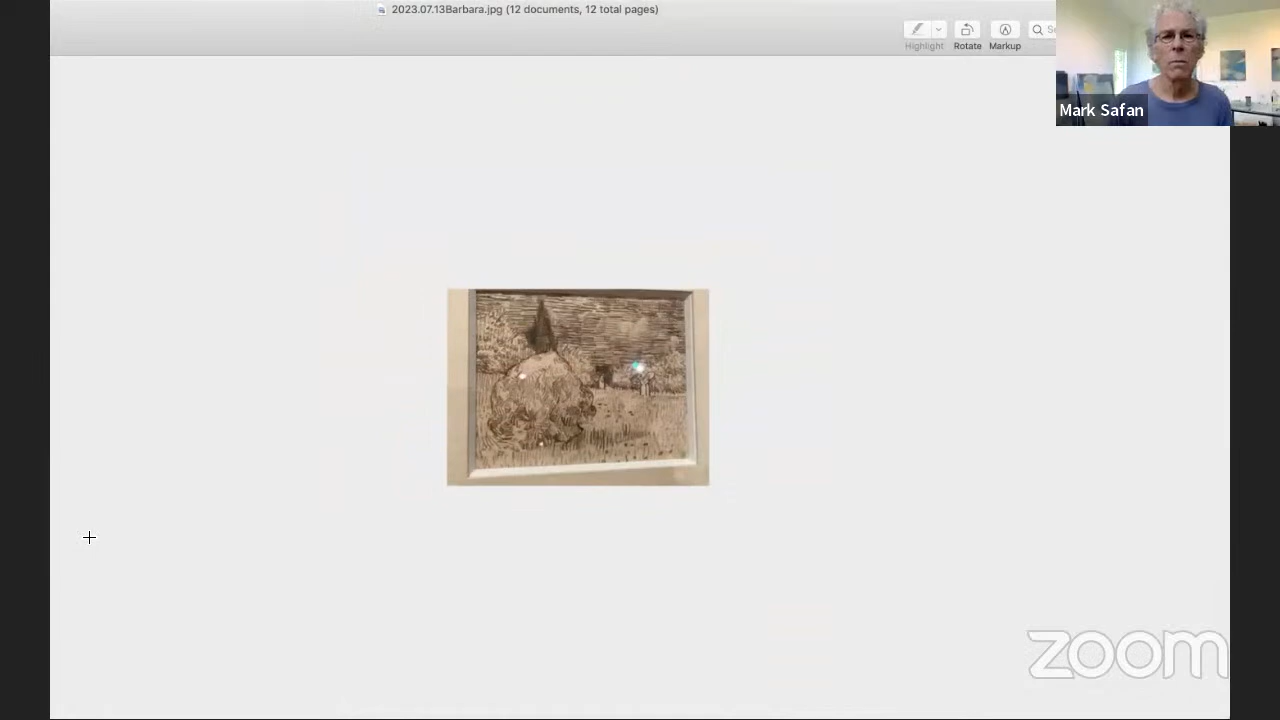 2023.07.13Barbara.jpg (12 documents, 12 total pages)
Highlight
Rotate
Markup
Mark Safan
zoom